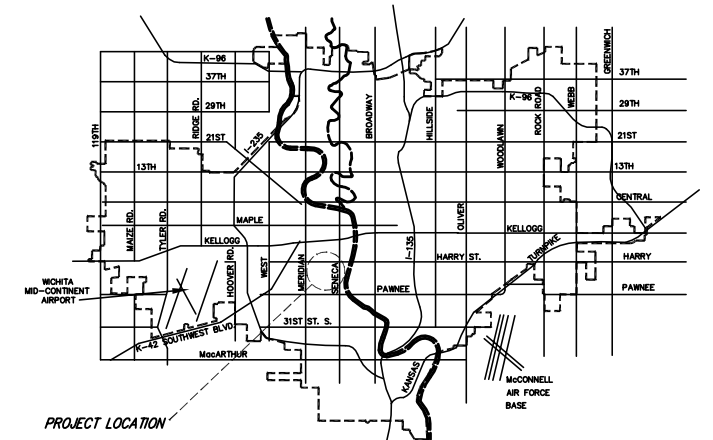 K-96
GREENWICH
37TH
37TH
RIDGE RD.
29TH
BROADWAY
HILLSIDE
K-96
ROCK ROAD
WEBB
29TH
119TH
21ST
I-235
WOODLAWN
21ST
13TH
13TH
MAIZE RD.
TYLER RD.
MAPLE
OLIVER
CENTRAL
KELLOGG
KELLOGG
HOOVER RD.
WEST
MERIDIAN
SENECA
I-135
HARRY ST.
TURNPIKE
HARRY
WICHITA
MID-CONTINENT
AIRPORT
PAWNEE
PAWNEE
31ST ST. S.
K-42 SOUTHWEST BLVD.
MacARTHUR
KANSAS
McCONNELL
AIR FORCE
BASE
PROJECT LOCATION